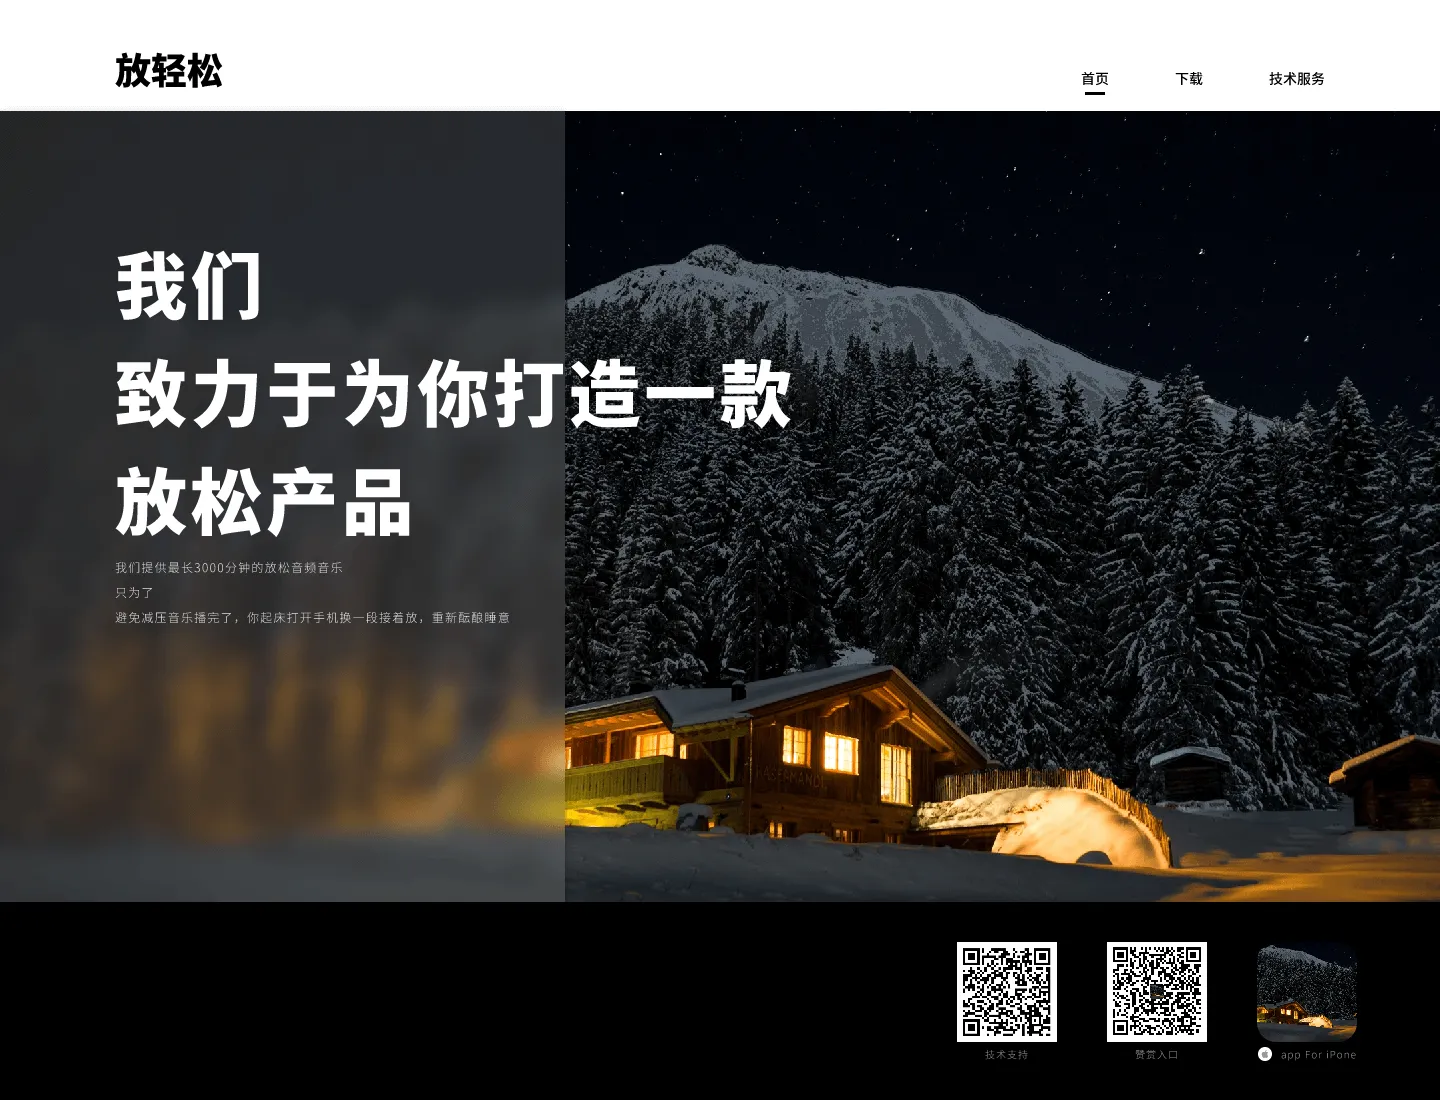 放轻松
首页
下载
技术服务
我们
致力于为你打造一款
放松产品
我们提供最长3000分钟的放松音频音乐
只为了
避免减压音乐播完了，你起床打开手机换一段接着放，重新酝酿睡意
技术支持
赞赏入口
app For iPone